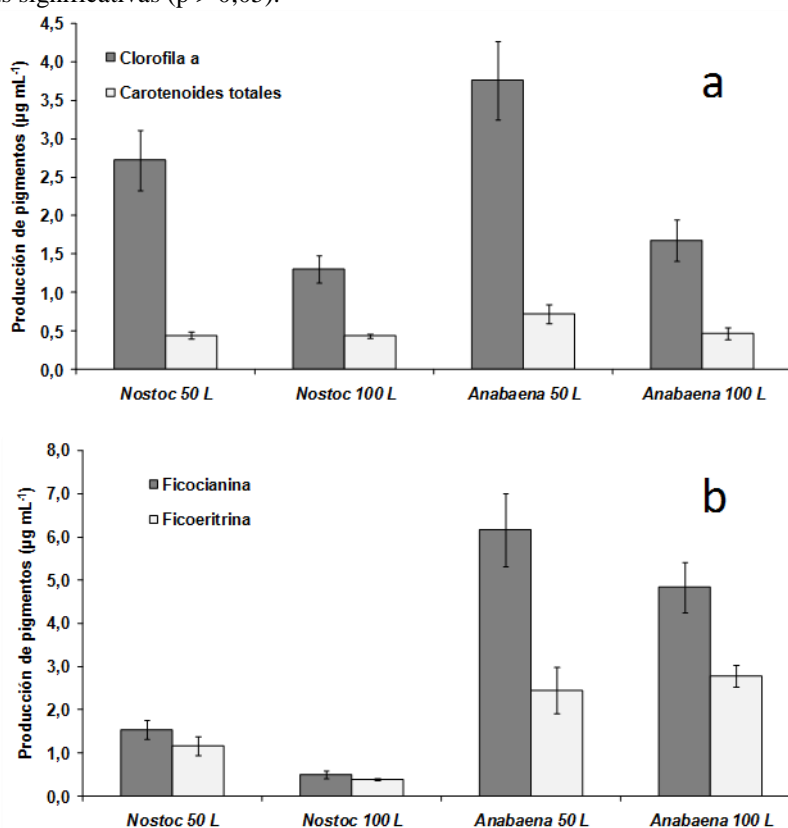 significativas
Producción de pigmentos (µg mL-1)
4,5
4,0
3,5
3,0
2,5
2,0
1,5
1,0
0,5
0,0
Clorofila a
Carotenoides totales
a
Nostoc 50 L Nostoc 100 L Anabaena 50 L Anabaena 100 L
Producción de pigmentos (µg mL-1)
8,0
7,0
6,0
5,0
4,0
3,0
2,0
1,0
0,0
Ficocianina
Ficoeritrina
b
Nostoc 50 L Nostoc 100 L Anabaena 50 L Anabaena 100 L